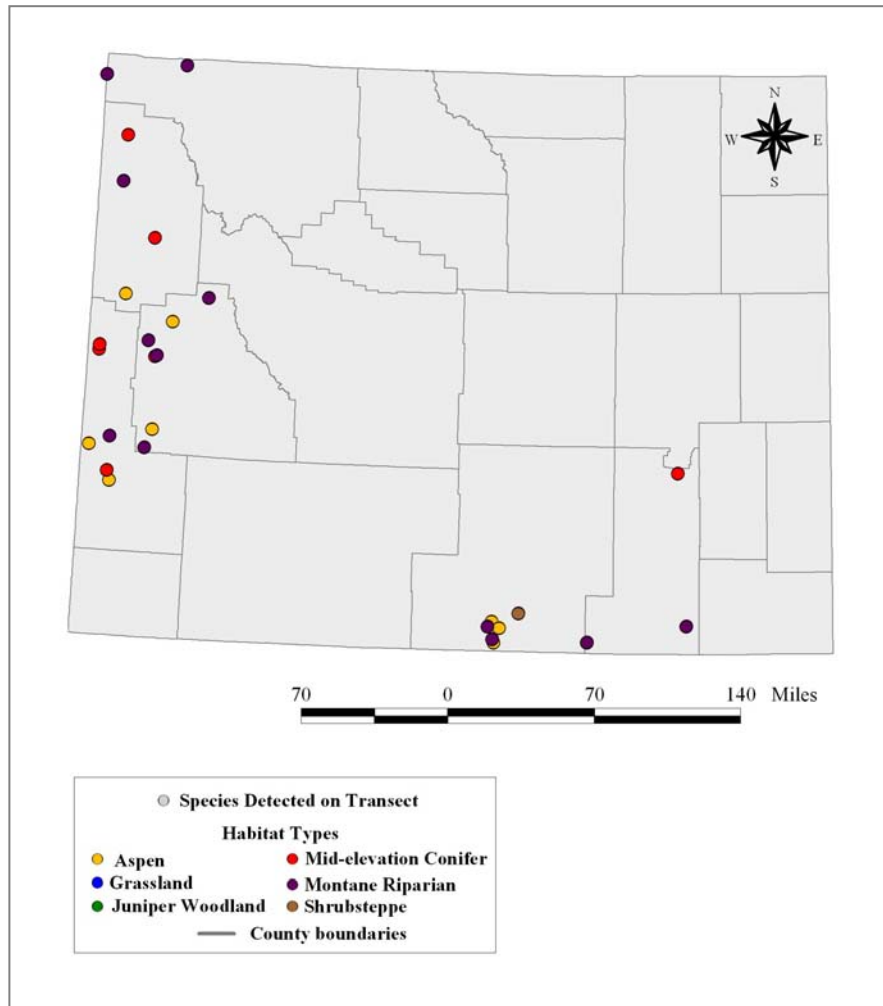 N
W E
S
70 0 70 140 Miles
Species Detected on Transect
Habitat Types
Aspen Mid-elevation Conifer
Grassland Montane Riparian
Juniper Woodland Shrubsteppe
County boundaries